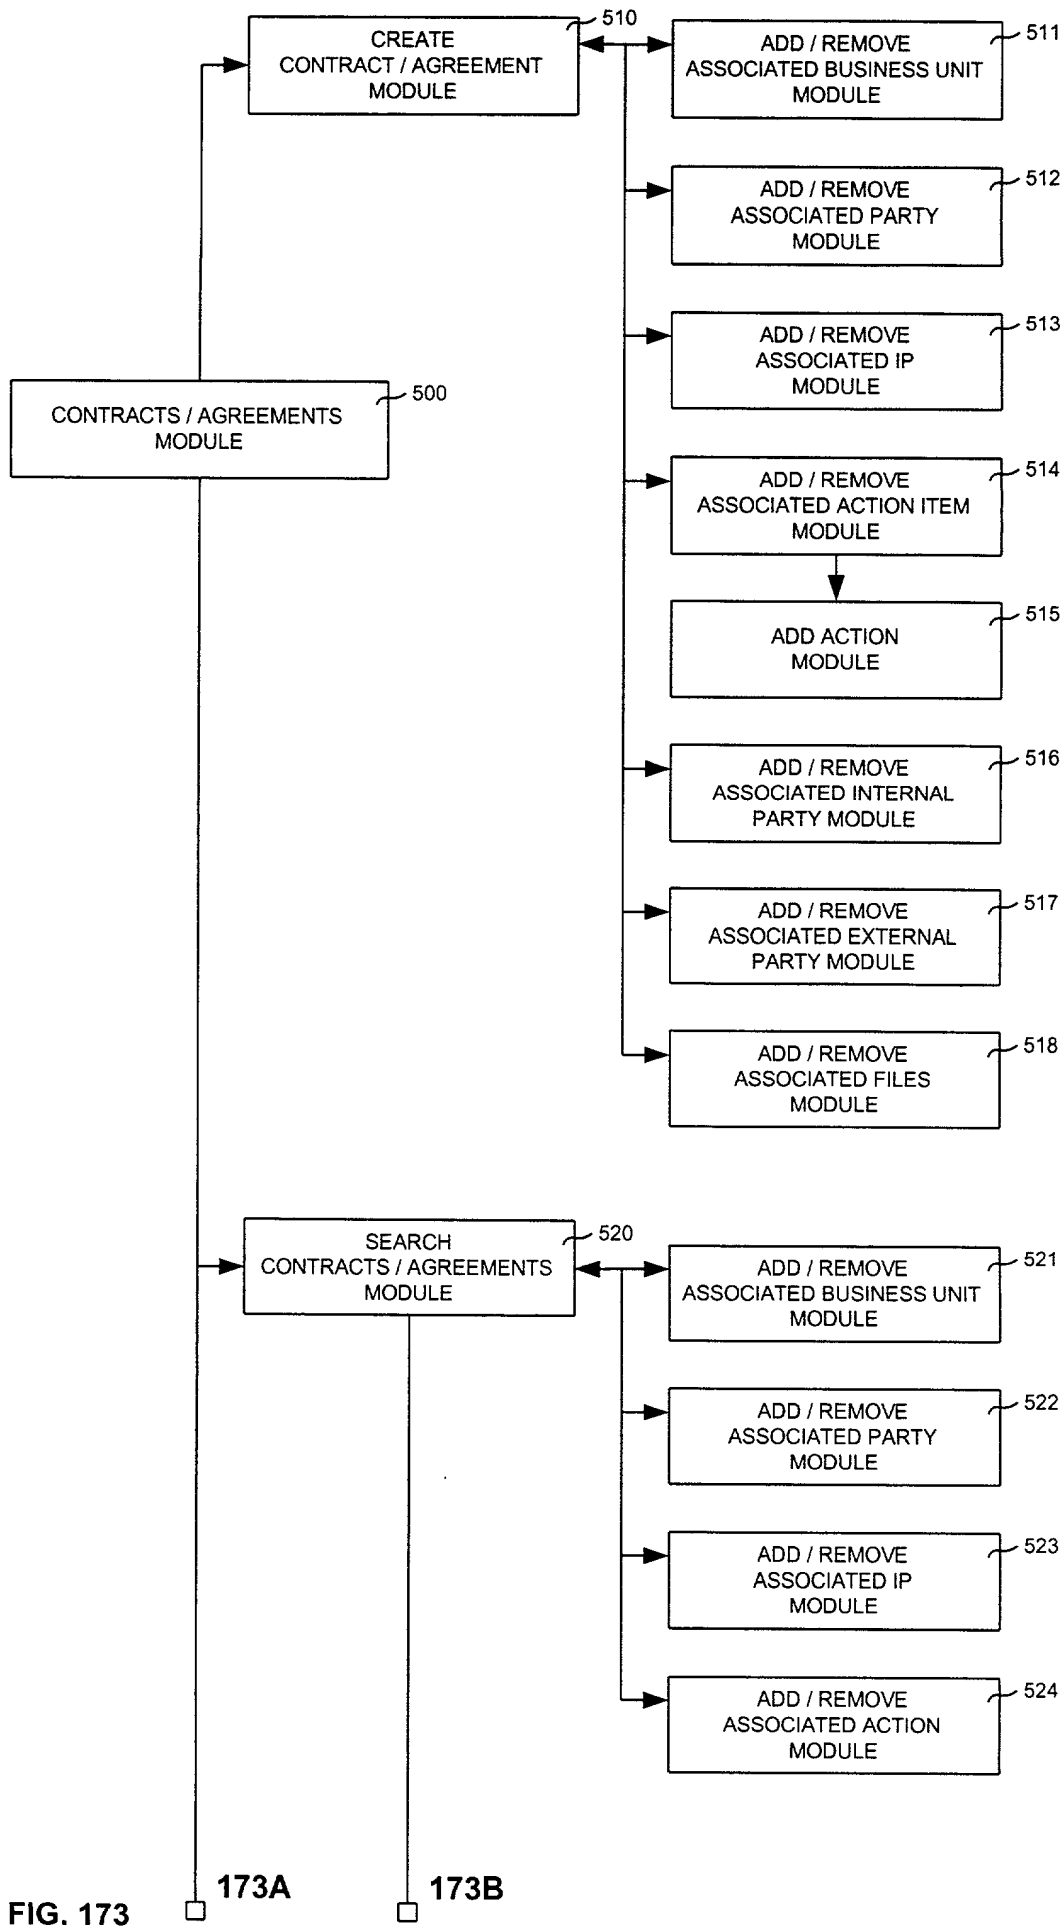 510
CREATE
CONTRACT / AGREEMENT
MODULE
511
ADD / REMOVE
ASSOCIATED BUSINESS UNIT
MODULE
512
ADD / REMOVE
ASSOCIATED PARTY
MODULE
513
ADD / REMOVE
ASSOCIATED IP
MODULE
500
CONTRACTS / AGREEMENTS
MODULE
514
ADD / REMOVE
ASSOCIATED ACTION ITEM
MODULE
515
ADD ACTION
MODULE
516
ADD / REMOVE
ASSOCIATED INTERNAL
PARTY MODULE
517
ADD / REMOVE
ASSOCIATED EXTERNAL
PARTY MODULE
518
ADD / REMOVE
ASSOCIATED FILES
MODULE
520
SEARCH
CONTRACTS / AGREEMENTS
MODULE
521
ADD / REMOVE
ASSOCIATED BUSINESS UNIT
MODULE
522
ADD / REMOVE
ASSOCIATED PARTY
MODULE
523
ADD / REMOVE
ASSOCIATED IP
MODULE
524
ADD / REMOVE
ASSOCIATED ACTION
MODULE
173A
173B
FIG. 173